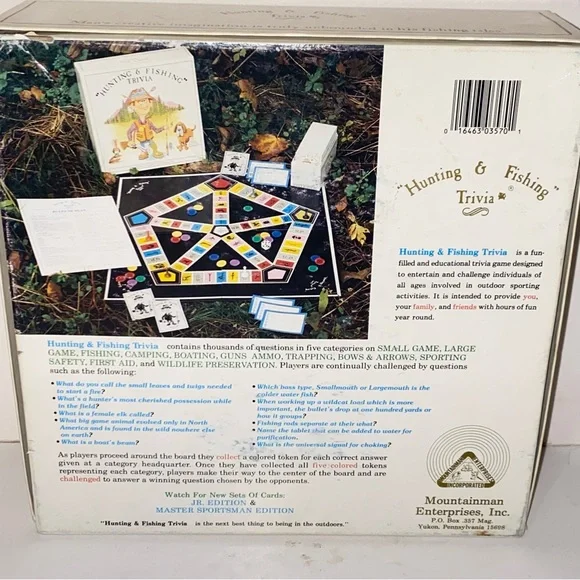 Hunting & Fishing
Trivia
"HUNTING & FISHING"
TRIVIA
0 16463 03570 1
"Hunting & Fishing"
Trivia ®
Hunting & Fishing Trivia is a fun-
filled and educational trivia game designed
to entertain and challenge individuals of
all ages involved in outdoor sporting
activities. It is intended to provide you,
your family, and friends with hours of fun
year round.
Hunting & Fishing Trivia contains thousands of questions in five categories on SMALL GAME, LARGE
GAME, FISHING, CAMPING, BOATING, GUNS AMMO, TRAPPING, BOWS & ARROWS, SPORTING
SAFETY, FIRST AID, and WILDLIFE PRESERVATION. Players are continually challenged by questions
such as the following:
• What do you call the small leaves and twigs needed
to start a fire?
• What's a hunter's most cherished possession while
in the field?
• What is a female elk called?
• What big game animal evolved only in North
America and is found in the wild nowhere else
on earth?
• What is a boat's beam?
• Which bass type, Smallmouth or Largemouth is the
colder water fish?
• When working up a wildcat load which is more
important, the bullet's drop at one hundred yards or
how it groups?
• Fishing rods separate at their what?
• Name the tablet that can be added to water for
purification.
• What is the universal signal for choking?
As players proceed around the board they collect a colored token for each correct
answer given at a category headquarter. Once they have collected all five colored tokens
representing each category, players make their way to the center of the board and are
challenged to answer a winning question chosen by the opponents.
Watch For New Sets Of Cards:
JR. EDITION &
MASTER SPORTSMAN EDITION
"Hunting & Fishing Trivia is the next best thing to being in the outdoors."
MOUNTAINMAN ENTERPRISES
INCORPORATED
Mountainman
Enterprises, Inc.
P.O. Box .357 Mag.
Yukon, Pennsylvania 15698